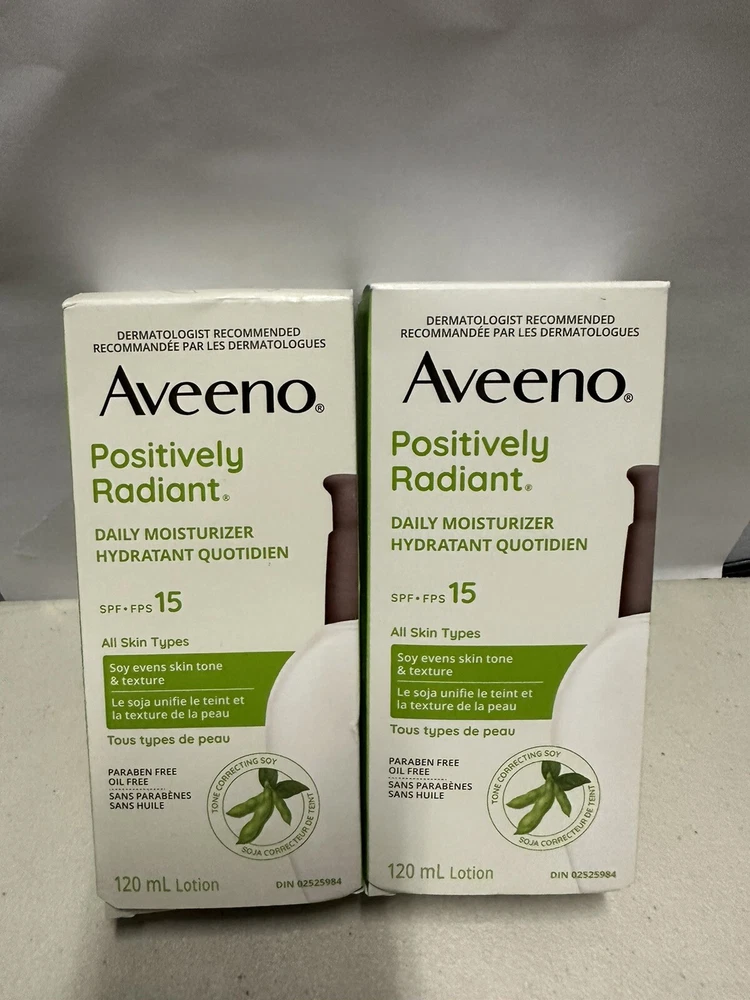 DERMATOLOGIST RECOMMENDED
RECOMMANDÉE PAR LES DERMATOLOGUES
Aveeno®
Positively
Radiant®
DAILY MOISTURIZER
HYDRATANT QUOTIDIEN
SPF•FPS 15
All Skin Types
Soy evens skin tone
& texture
Le soja unifie le teint et
la texture de la peau
Tous types de peau
PARABEN FREE
OIL FREE
SANS PARABÈNES
SANS HUILE
TONE CORRECTING SOY
SOJA CORRECTEUR DE TEINT
120 mL Lotion
DIN 02525984
DERMATOLOGIST RECOMMENDED
RECOMMANDÉE PAR LES DERMATOLOGUES
Aveeno®
Positively
Radiant®
DAILY MOISTURIZER
HYDRATANT QUOTIDIEN
SPF•FPS 15
All Skin Types
Soy evens skin tone
& texture
Le soja unifie le teint et
la texture de la peau
Tous types de peau
PARABEN FREE
OIL FREE
SANS PARABÈNES
SANS HUILE
TONE CORRECTING SOY
SOJA CORRECTEUR DE TEINT
120 mL Lotion
DIN 02525984